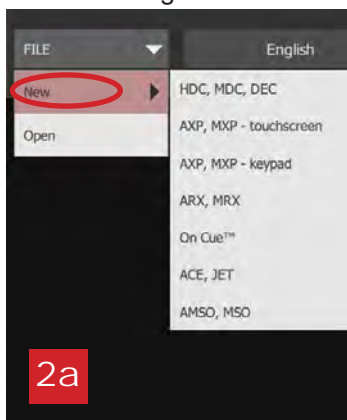 FILE
English
New
HDC, MDC, DEC
Open
AXP, MXP - touchscreen
AXP, MXP - keypad
ARX, MRX
On Cue™
ACE, JET
AMSO, MSO
2a